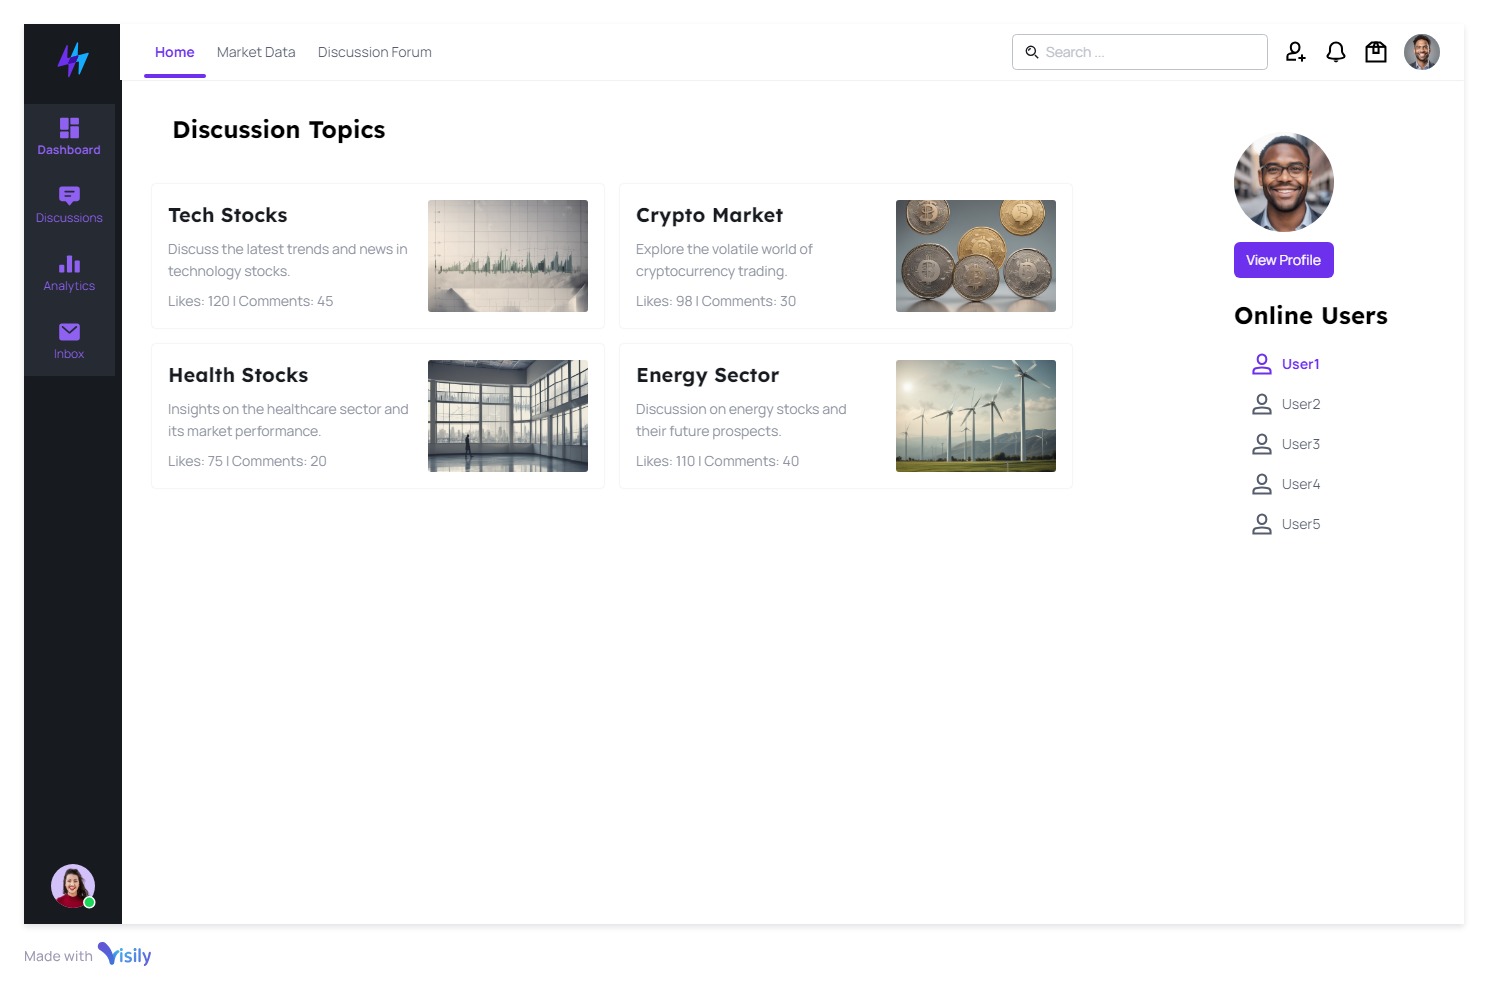 Home
Market Data
Discussion Forum
Search ...
Dashboard
Discussions
Analytics
Inbox
Discussion Topics
Tech Stocks
Discuss the latest trends and news in
technology stocks.
Likes: 120 | Comments: 45
Crypto Market
Explore the volatile world of
cryptocurrency trading.
Likes: 98 | Comments: 30
Health Stocks
Insights on the healthcare sector and
its market performance.
Likes: 75 | Comments: 20
Energy Sector
Discussion on energy stocks and
their future prospects.
Likes: 110 | Comments: 40
View Profile
Online Users
User1
User2
User3
User4
User5
Made with Visily